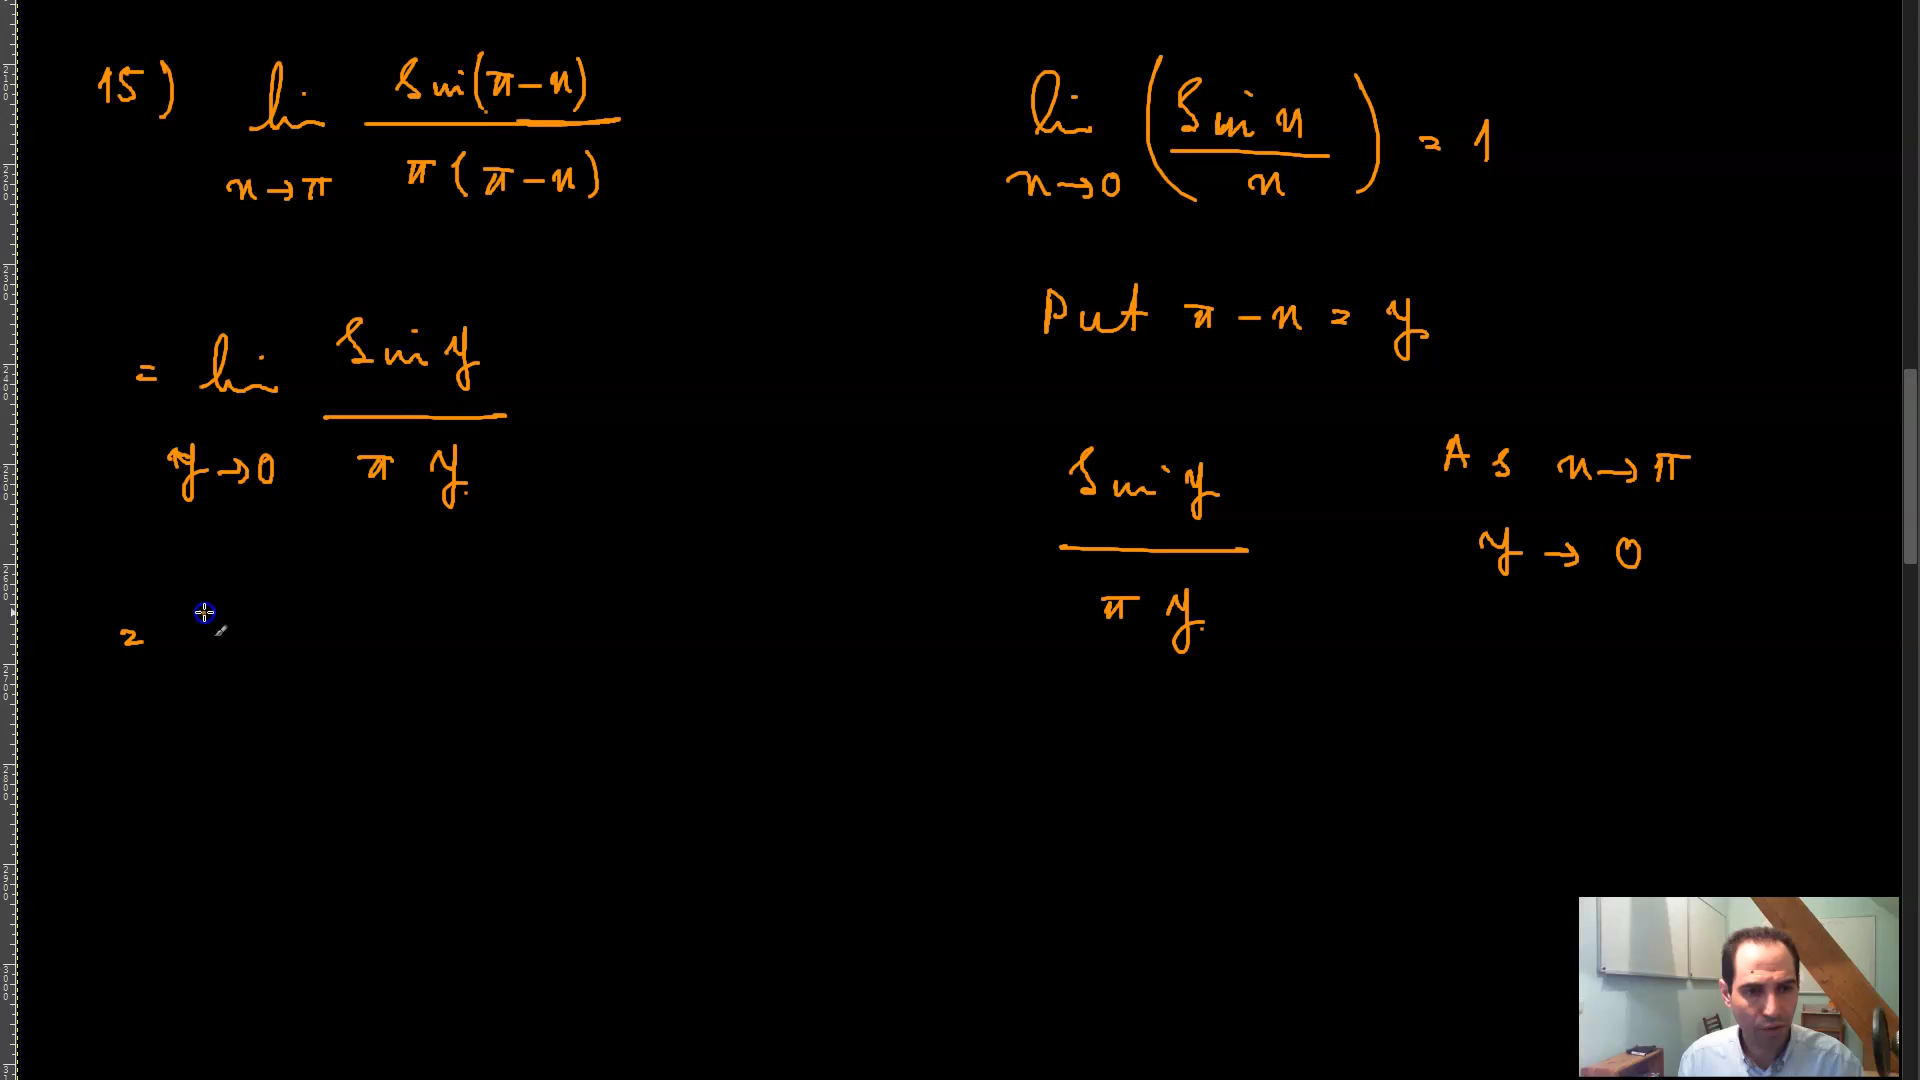 15) lim sin(π-x) / π(π-x)
x→π
lim (sin x / x) = 1
x→0
Put π-x = y
= lim sin y / π y
y→0
sin y / π y
As x→π
y → 0
=